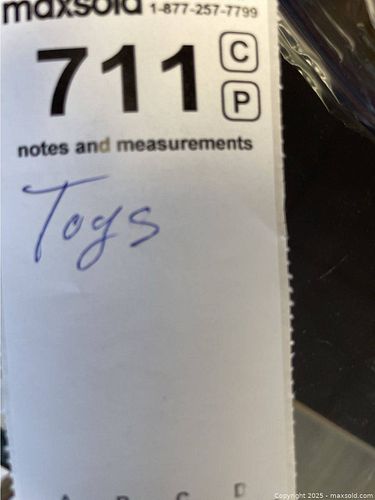 maxsold 1-877-257-7799
711 C
P
notes and measurements
Toys
A B C D
Copyright 2025 - maxsold.com